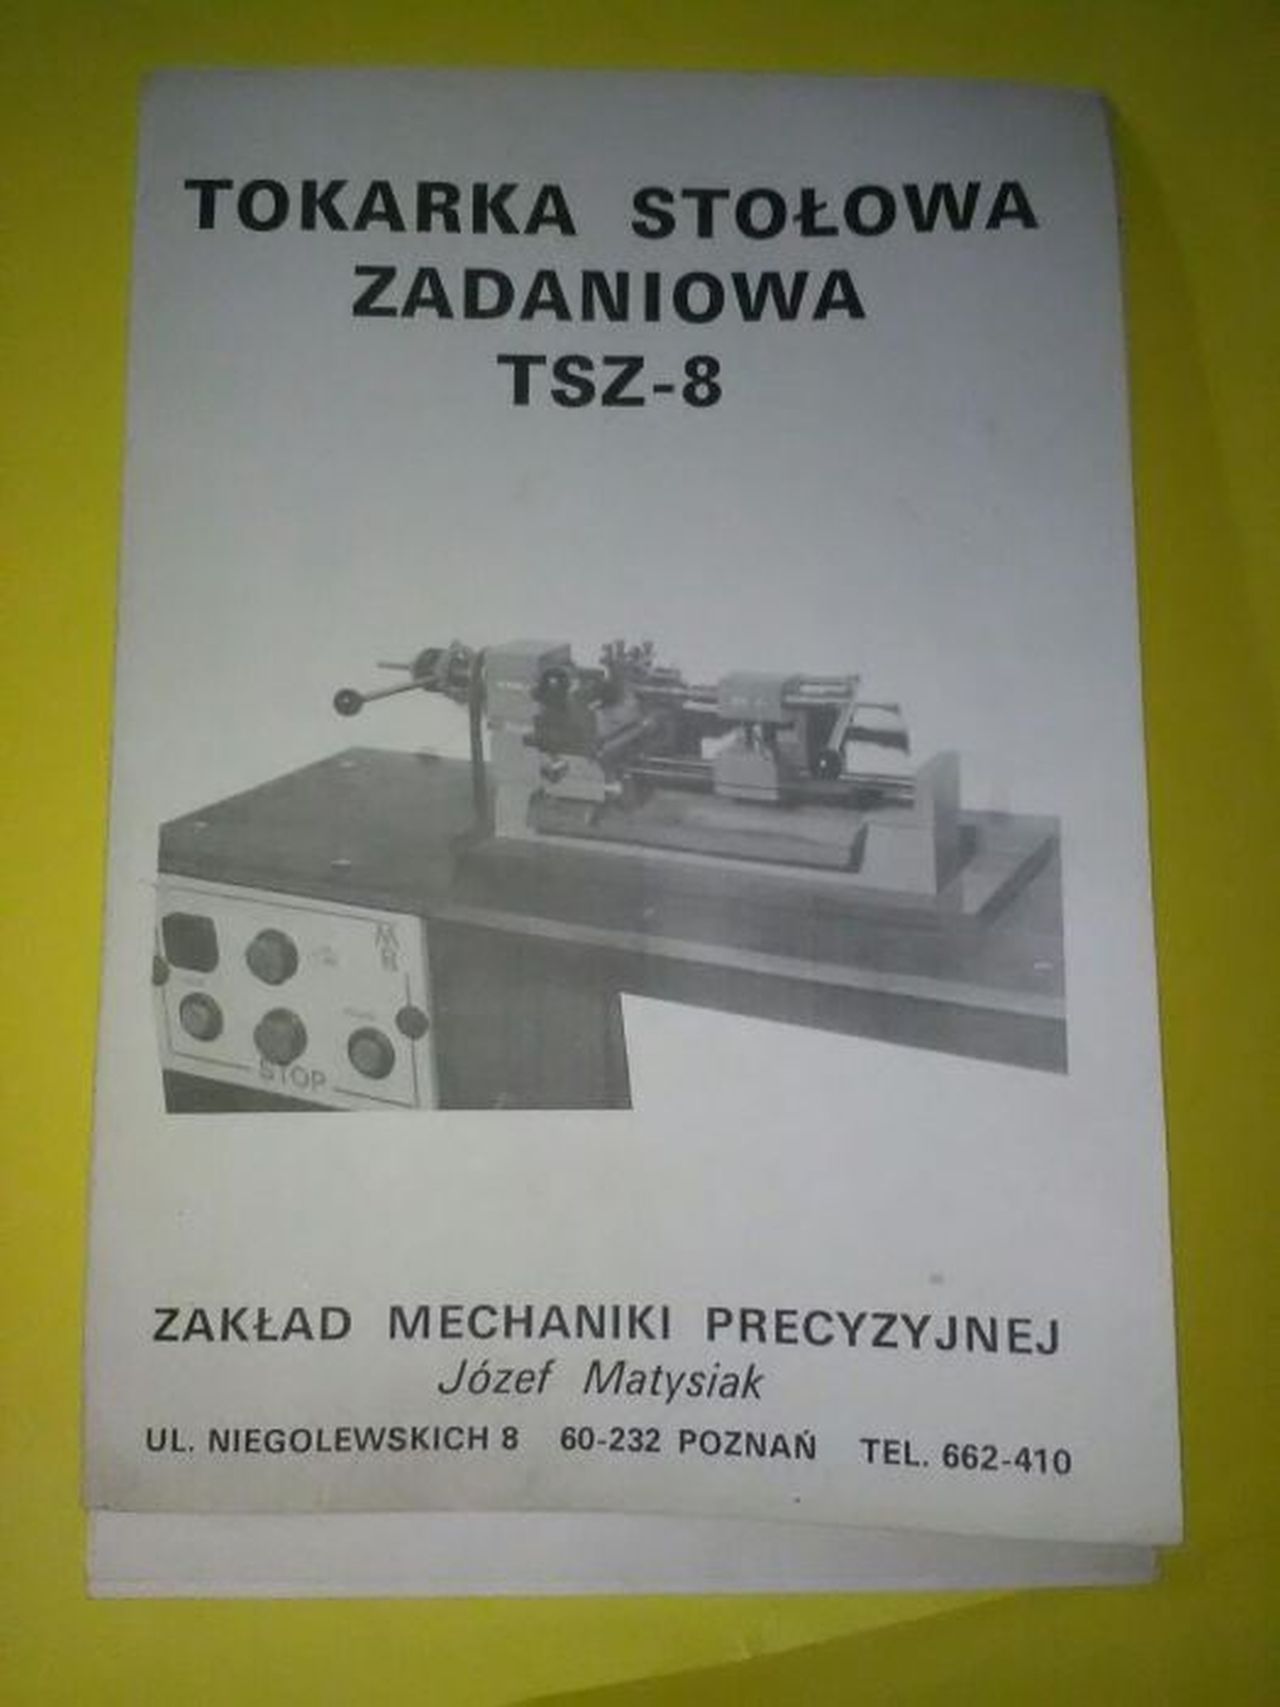 TOKARKA STOŁOWA
ZADANIOWA
TSZ-8
STOP
ZAKŁAD MECHANIKI PRECYZYJNEJ
Józef Matysiak
UL. NIEGOLEWSKICH 8 60-232 POZNAŃ TEL. 662-410